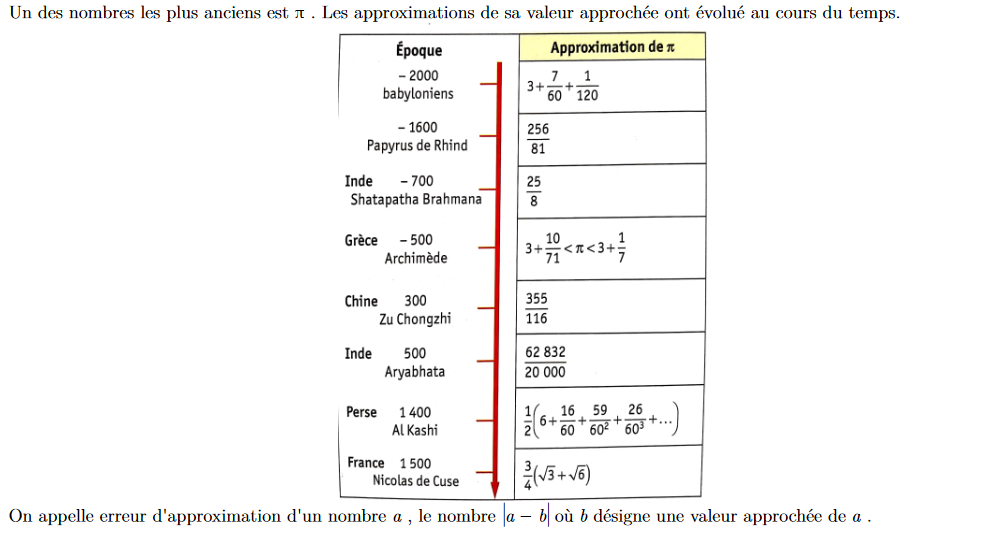 Un des nombres les plus anciens est π . Les approximations de sa valeur approchée ont évolué au cours du temps.
Époque Approximation de π
– 2000 babyloniens 3+7/60+1/120
– 1600 Papyrus de Rhind 256/81
Inde – 700 Shatapatha Brahmana 25/8
Grèce – 500 Archimède 3+10/71<π<3+1/7
Chine 300 Zu Chongzhi 355/116
Inde 500 Aryabhata 62 832/20 000
Perse 1 400 Al Kashi 1/2(6+16/60+59/60²+26/60³+...)
France 1 500 Nicolas de Cuse 3/4(√3+√6)
On appelle erreur d'approximation d'un nombre a , le nombre |a − b| où b désigne une valeur approchée de a .